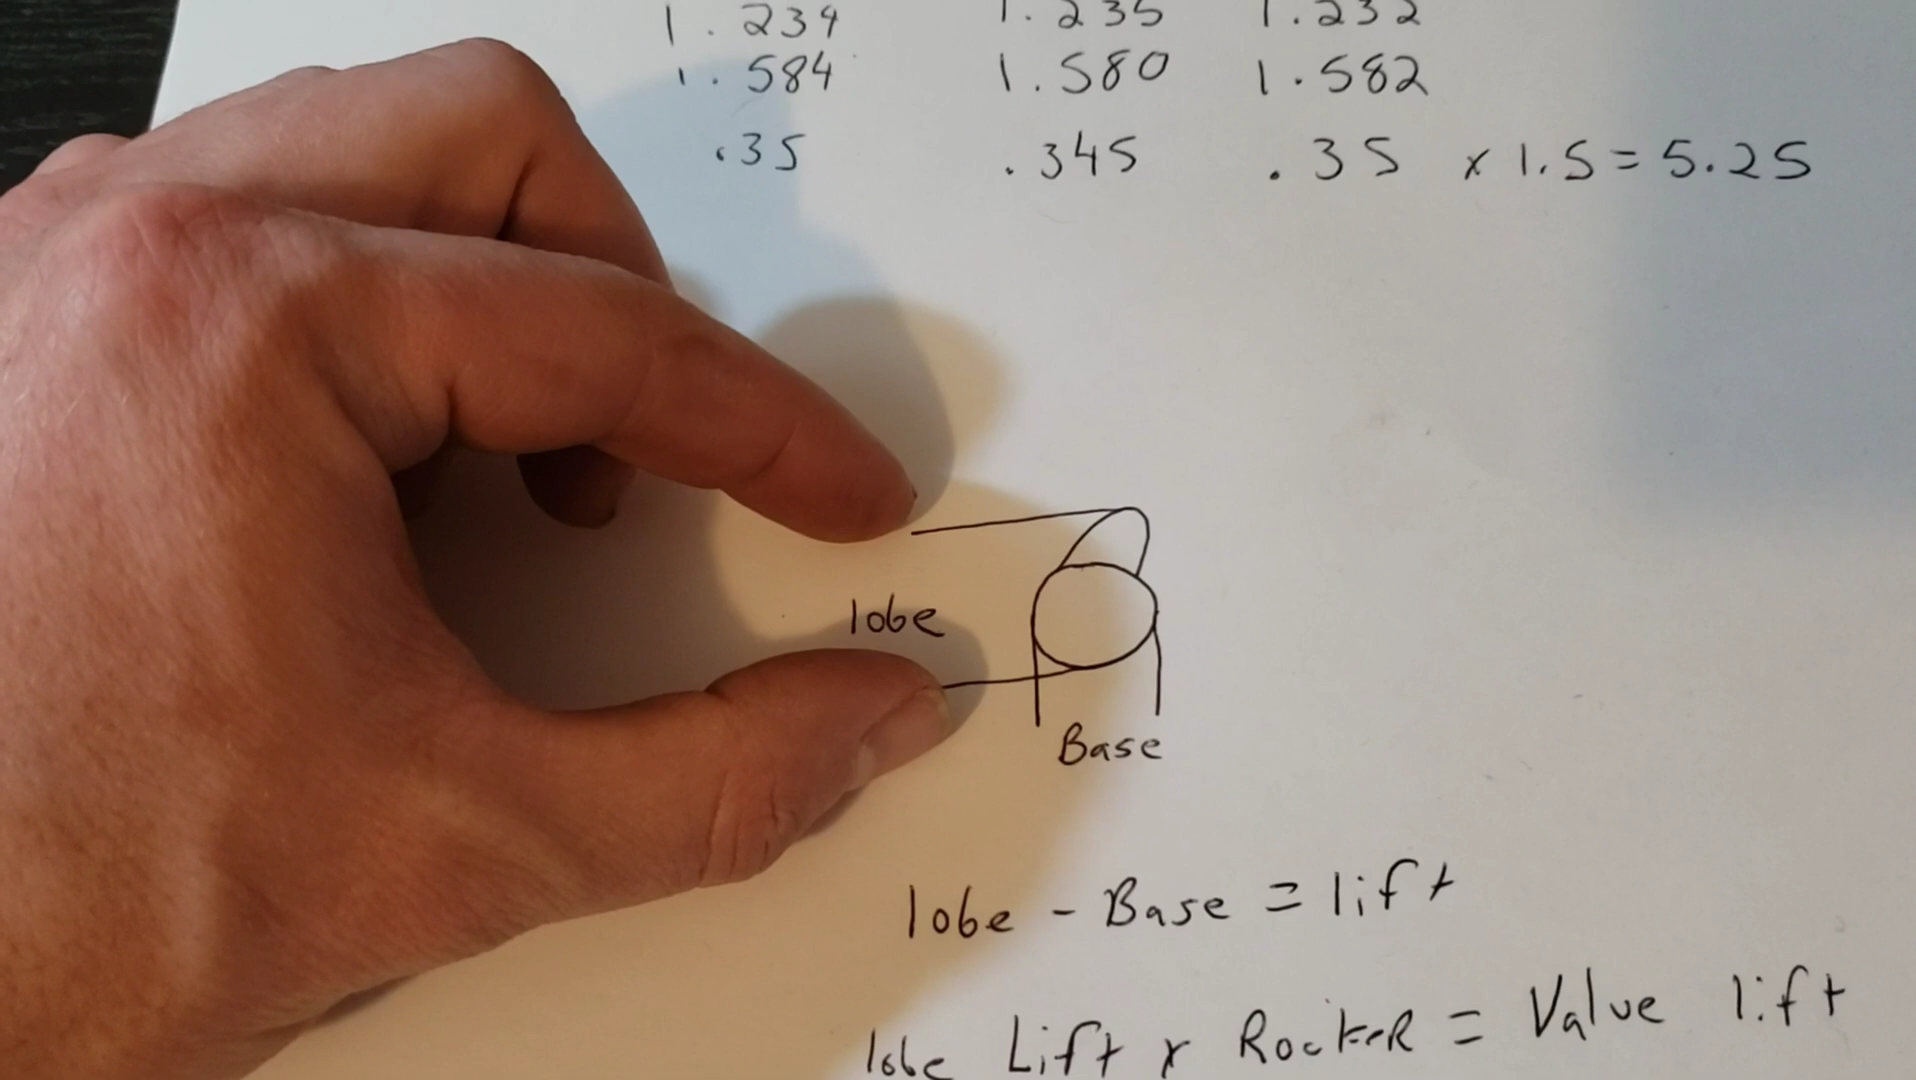 1.234 1.235 1.232
1.584 1.580 1.582
.35 .345 .35 x 1.5 = 5.25
lobe
Base
lobe - Base = lift
lobe Lift x RockeR = Value lift